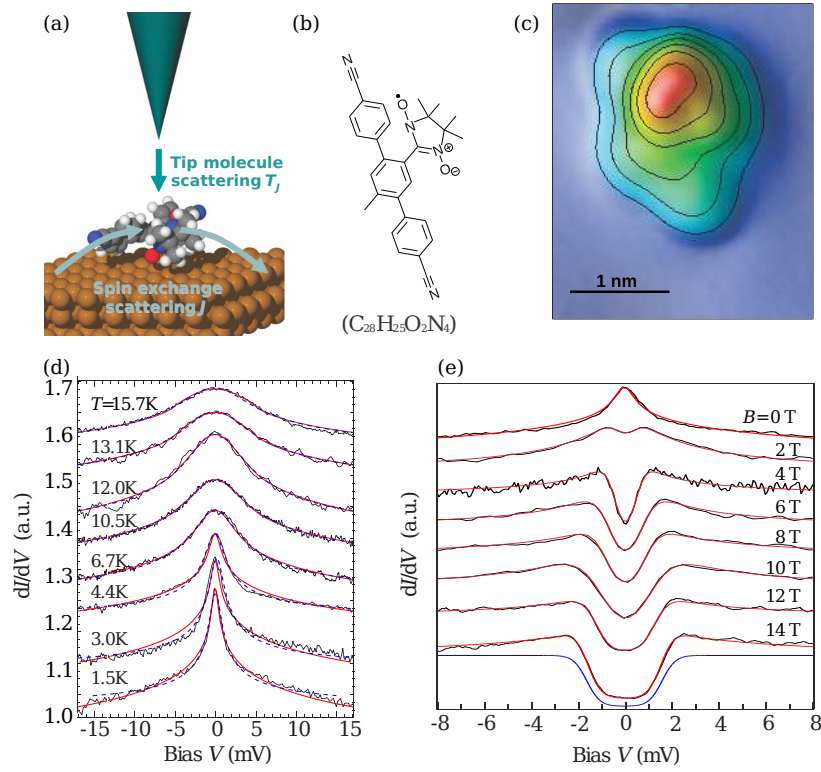 (a)
Tip molecule
scattering T_J
Spin exchange
scattering J
(b)
N
O
N
⊕
O
⊖
N
(C₂₈H₂₅O₂N₄)
(c)
1 nm
(d)
dI/dV (a.u.)
1.7
1.6
1.5
1.4
1.3
1.2
1.1
1.0
T=15.7K
13.1K
12.0K
10.5K
6.7K
4.4K
3.0K
1.5K
-15 -10 -5 0 5 10 15
Bias V (mV)
(e)
dI/dV (a.u.)
B=0 T
2 T
4 T
6 T
8 T
10 T
12 T
14 T
-8 -6 -4 -2 0 2 4 6 8
Bias V (mV)